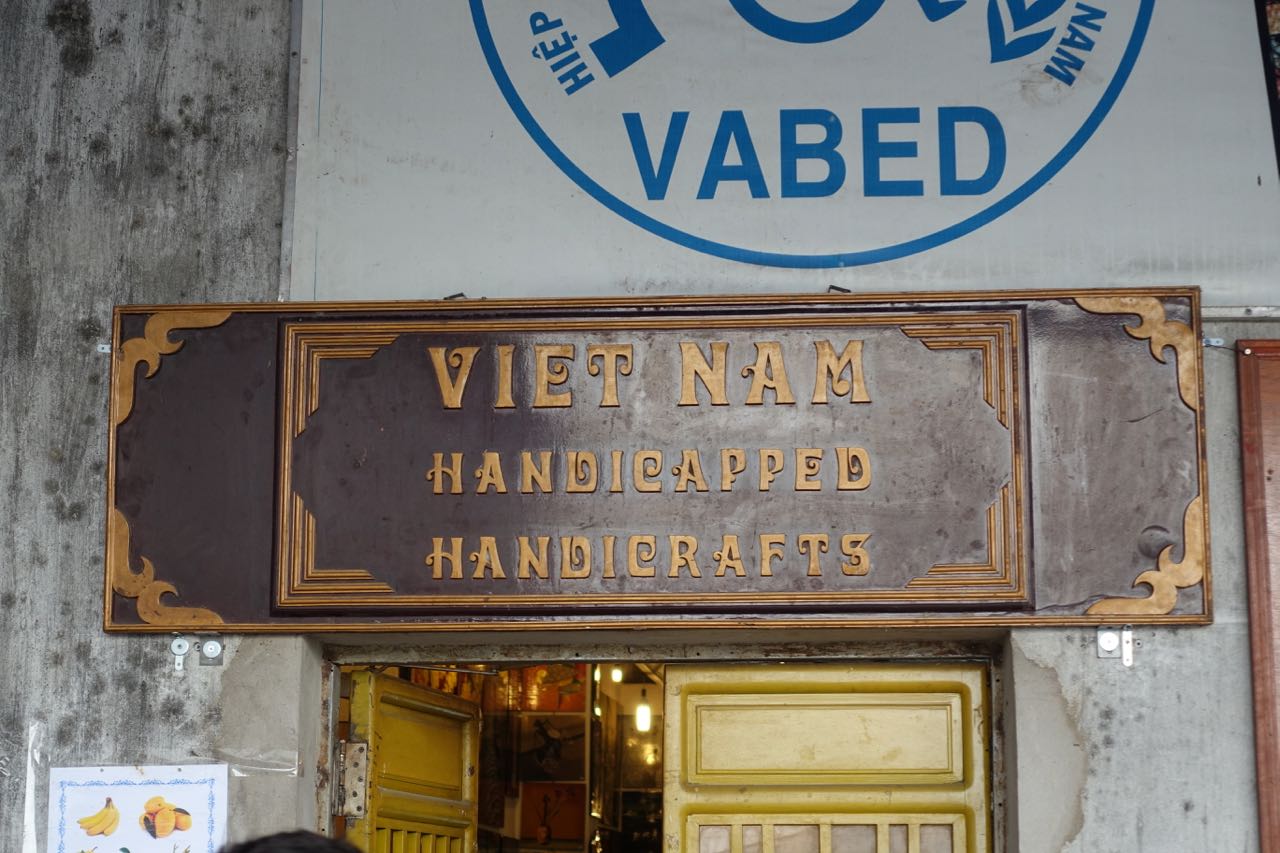 HIỆP
NAM
VABED
VIET NAM
HANDICAPPED
HANDICRAFTS